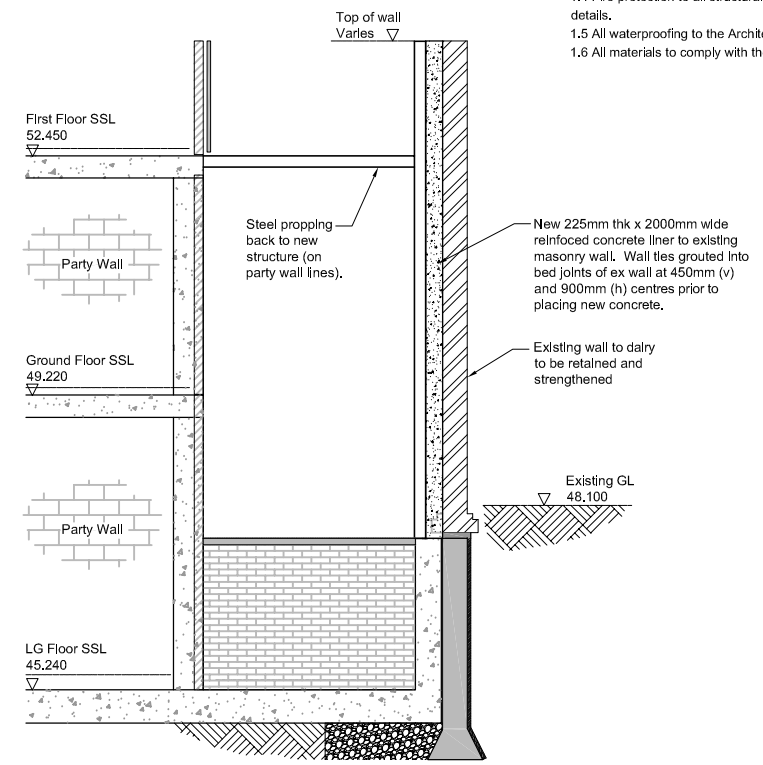 details.
1.5 All waterproofing to the Archit
1.6 All materials to comply with th
Top of wall
Varies
First Floor SSL
52.450
Steel propping
back to new
structure (on
party wall lines).
New 225mm thk x 2000mm wide
reinfoced concrete liner to existing
masonry wall. Wall ties grouted into
bed joints of ex wall at 450mm (v)
and 900mm (h) centres prior to
placing new concrete.
Party Wall
Existing wall to dairy
to be retained and
strengthened
Ground Floor SSL
49.220
Existing GL
48.100
Party Wall
LG Floor SSL
45.240